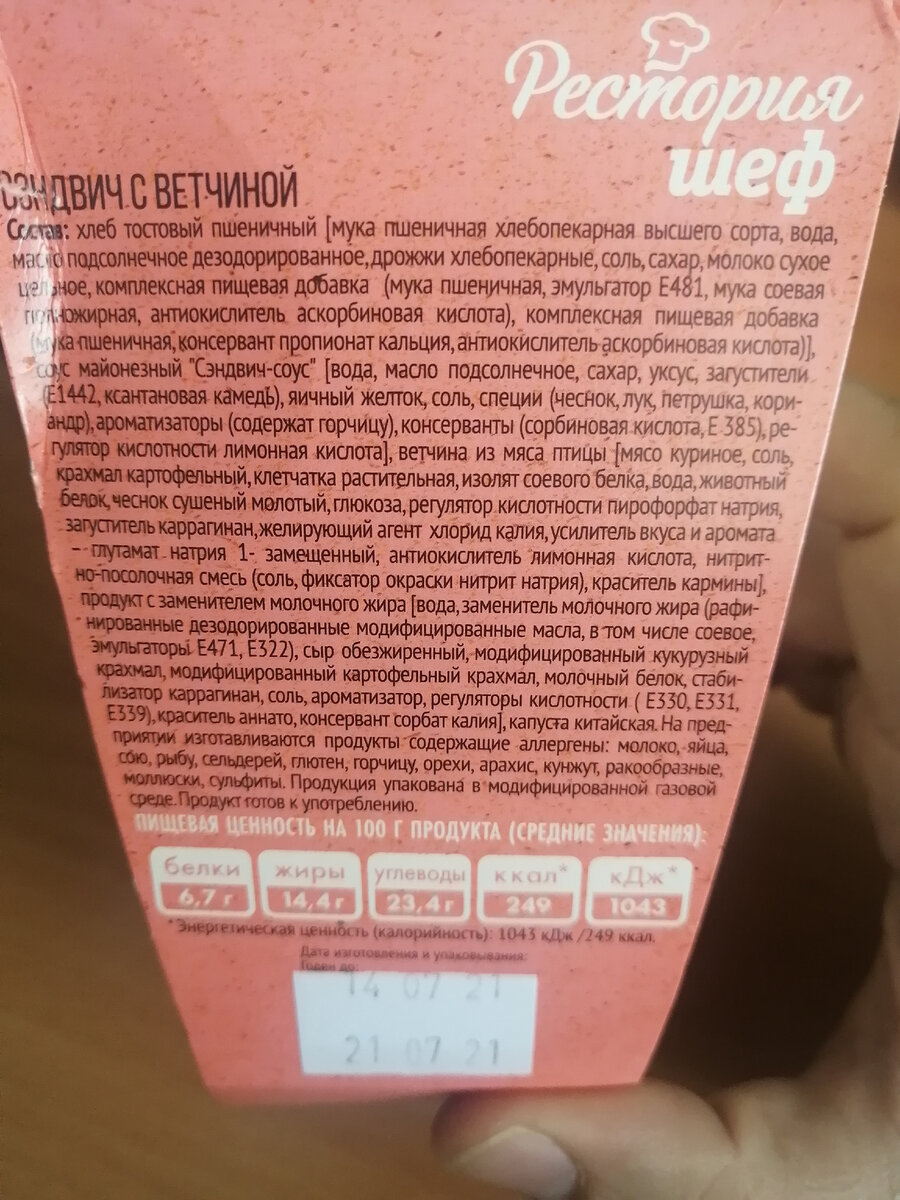 Рестория
шеф
СЭНДВИЧ С ВЕТЧИНОЙ
Состав: хлеб тостовый пшеничный [мука пшеничная хлебопекарная высшего сорта, вода,
масло подсолнечное дезодорированное, дрожжи хлебопекарные, соль, сахар, молоко сухое
цельное, комплексная пищевая добавка (мука пшеничная, эмульгатор Е481, мука соевая
полножирная, антиокислитель аскорбиновая кислота), комплексная пищевая добавка
(мука пшеничная, консервант пропионат кальция, антиокислитель аскорбиновая кислота)],
соус майонезный "Сэндвич-соус" [вода, масло подсолнечное, сахар, уксус, загустители
(Е1442, ксантановая камедь), яичный желток, соль, специи (чеснок, лук, петрушка, кори-
андр), ароматизаторы (содержат горчицу), консерванты (сорбиновая кислота, Е 385), ре-
гулятор кислотности лимонная кислота], ветчина из мяса птицы [мясо куриное, соль,
крахмал картофельный, клетчатка растительная, изолят соевого белка, вода, животный
белок, чеснок сушеный молотый, глюкоза, регулятор кислотности пирофорфат натрия,
загуститель каррагинан, желирующий агент хлорид калия, усилитель вкуса и аромата
- глутамат натрия 1- замещенный, антиокислитель лимонная кислота, нитрит-
но-посолочная смесь (соль, фиксатор окраски нитрит натрия), краситель кармины],
продукт с заменителем молочного жира [вода, заменитель молочного жира (рафи-
нированные дезодорированные модифицированные масла, в том числе соевое,
эмульгаторы Е471, Е322), сыр обезжиренный, модифицированный кукурузный
крахмал, модифицированный картофельный крахмал, молочный белок, стаби-
лизатор каррагинан, соль, ароматизатор, регуляторы кислотности ( Е330, Е331,
Е339), краситель аннато, консервант сорбат калия], капуста китайская. На пред-
приятии изготавливаются продукты содержащие аллергены: молоко, яйца,
сою, рыбу, сельдерей, глютен, горчицу, орехи, арахис, кунжут, ракообразные,
моллюски, сульфиты. Продукция упакована в модифицированной газовой
среде. Продукт готов к употреблению.
ПИЩЕВАЯ ЦЕННОСТЬ НА 100 Г ПРОДУКТА (СРЕДНИЕ ЗНАЧЕНИЯ):
белки жиры углеводы ккал* кДж*
6,7 г 14,4 г 23,4 г 249 1043
*Энергетическая ценность (калорийность): 1043 кДж /249 ккал.
Дата изготовления и упаковывания:
Годен до:
14 07 21
21 07 21